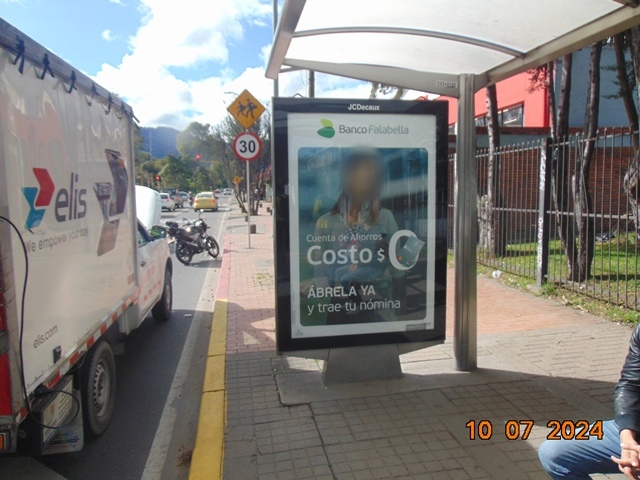 elis
We empower your day
elis.com
30
JCDecaux
Banco Falabella
Cuenta de Ahorros
Costo $0
ÁBRELA YA
y trae tu nómina
10 07 2024